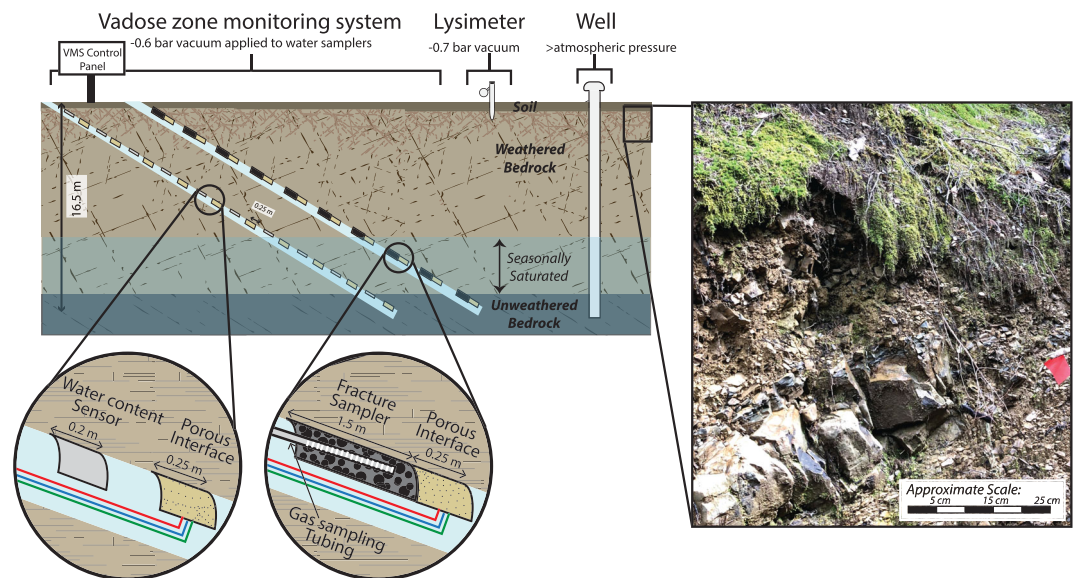 Vadose zone monitoring system
-0.6 bar vacuum applied to water samplers
Lysimeter
-0.7 bar vacuum
Well
>atmospheric pressure
VMS Control
Panel
Soil
Weathered
Bedrock
16.5 m
0.25 m
Seasonally
Saturated
Unweathered
Bedrock
Water content
Sensor
0.2 m
Porous
Interface
0.25 m
Fracture
Sampler
1.5 m
Porous
Interface
0.25 m
Gas sampling
Tubing
Approximate Scale:
5 cm 15 cm 25 cm